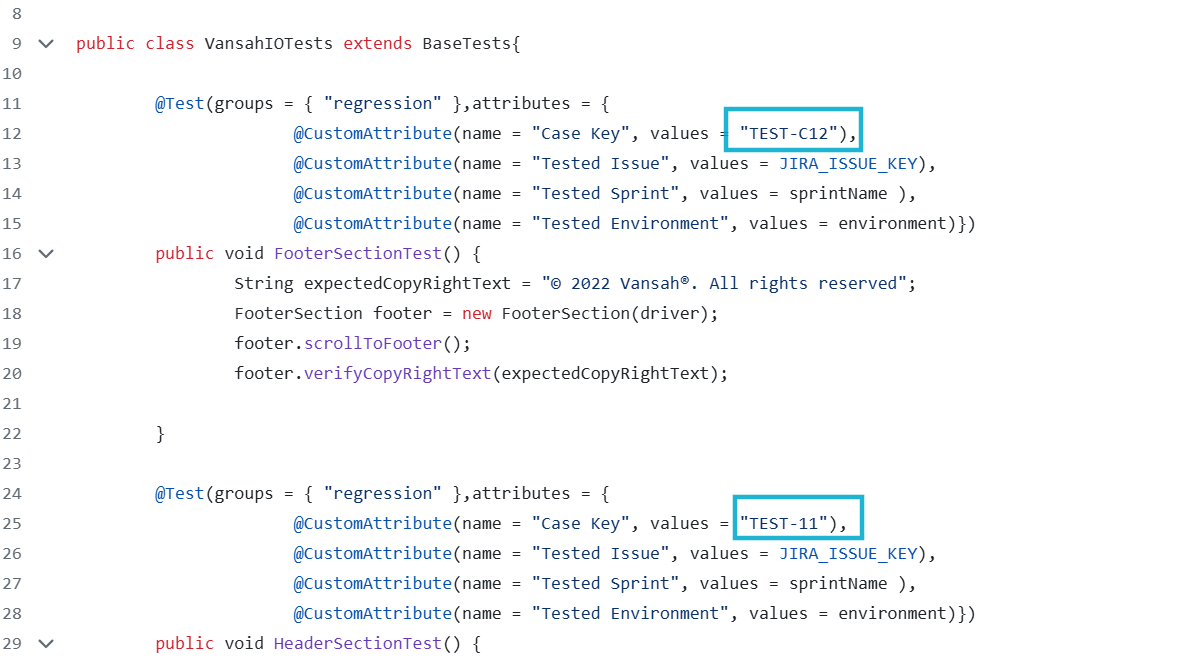 8
9 public class VansahIOTests extends BaseTests{
10
11 @Test(groups = { "regression" },attributes = {
12 @CustomAttribute(name = "Case Key", values = "TEST-C12"),
13 @CustomAttribute(name = "Tested Issue", values = JIRA_ISSUE_KEY),
14 @CustomAttribute(name = "Tested Sprint", values = sprintName ),
15 @CustomAttribute(name = "Tested Environment", values = environment)})
16 public void FooterSectionTest() {
17 String expectedCopyRightText = "© 2022 Vansah®. All rights reserved";
18 FooterSection footer = new FooterSection(driver);
19 footer.scrollToFooter();
20 footer.verifyCopyRightText(expectedCopyRightText);
21
22 }
23
24 @Test(groups = { "regression" },attributes = {
25 @CustomAttribute(name = "Case Key", values = "TEST-11"),
26 @CustomAttribute(name = "Tested Issue", values = JIRA_ISSUE_KEY),
27 @CustomAttribute(name = "Tested Sprint", values = sprintName ),
28 @CustomAttribute(name = "Tested Environment", values = environment)})
29 public void HeaderSectionTest() {